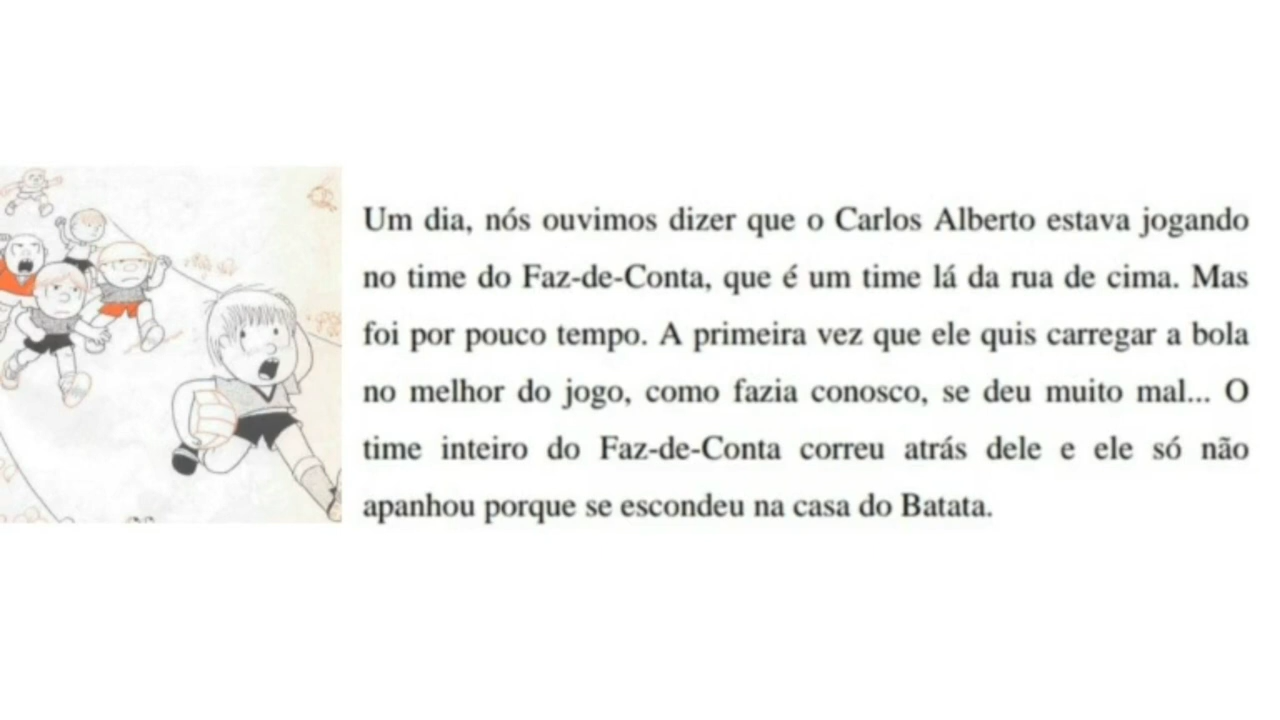 Um dia, nós ouvimos dizer que o Carlos Alberto estava jogando
no time do Faz-de-Conta, que é um time lá da rua de cima. Mas
foi por pouco tempo. A primeira vez que ele quis carregar a bola
no melhor do jogo, como fazia conosco, se deu muito mal... O
time inteiro do Faz-de-Conta correu atrás dele e ele só não
apanhou porque se escondeu na casa do Batata.